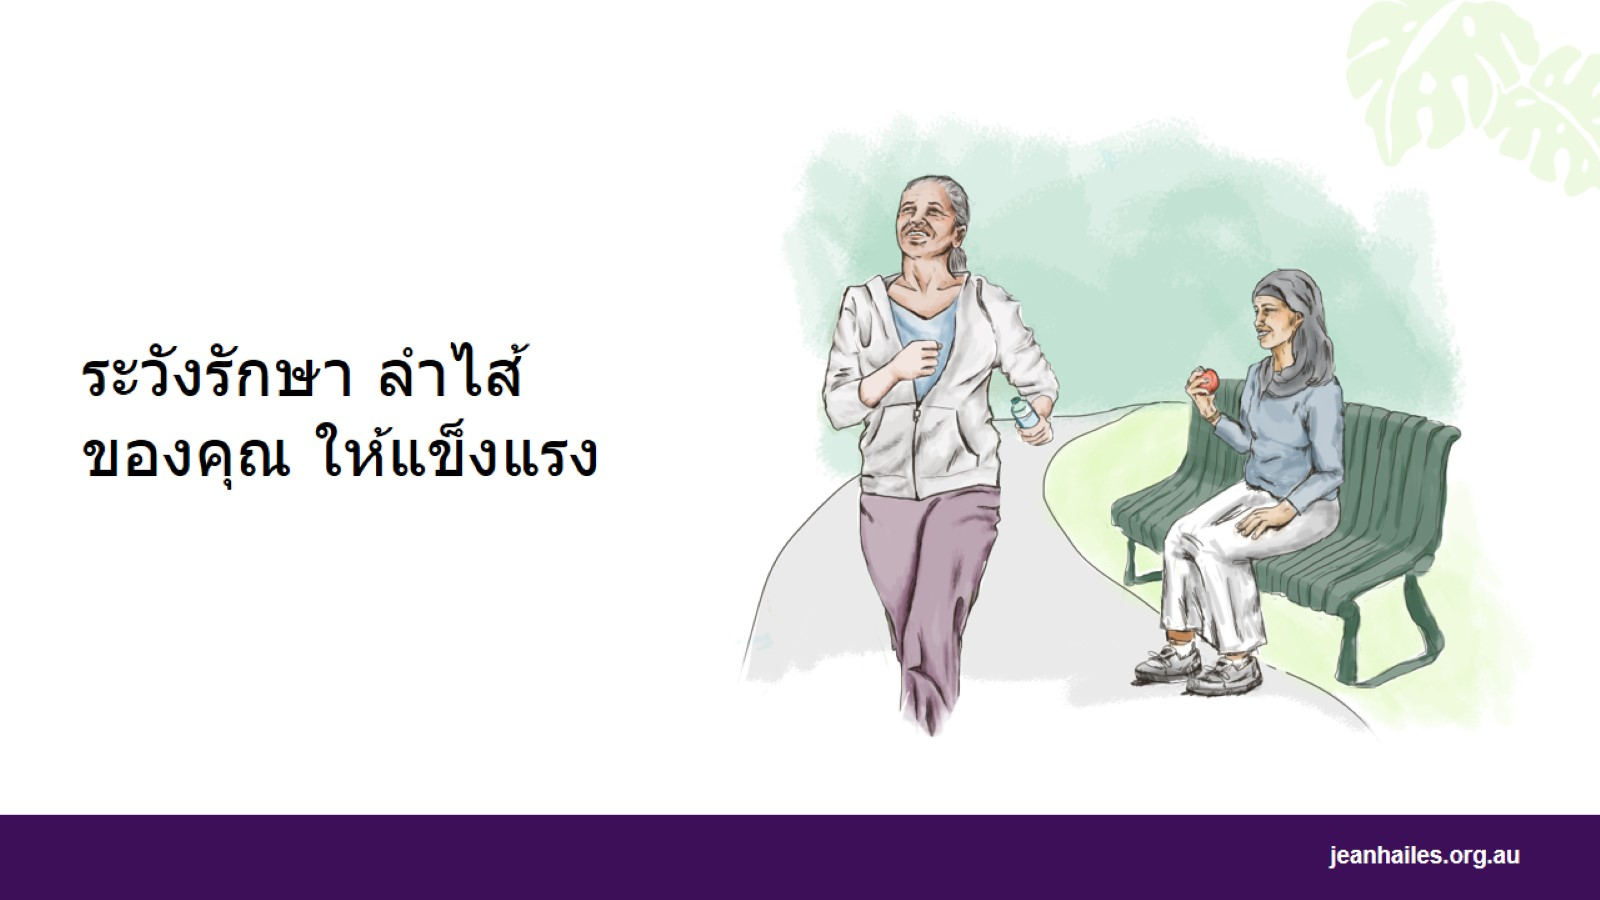 ระวังรักษา ลำไส้
ของคุณ ให้แข็งแรง
jeanhailes.org.au